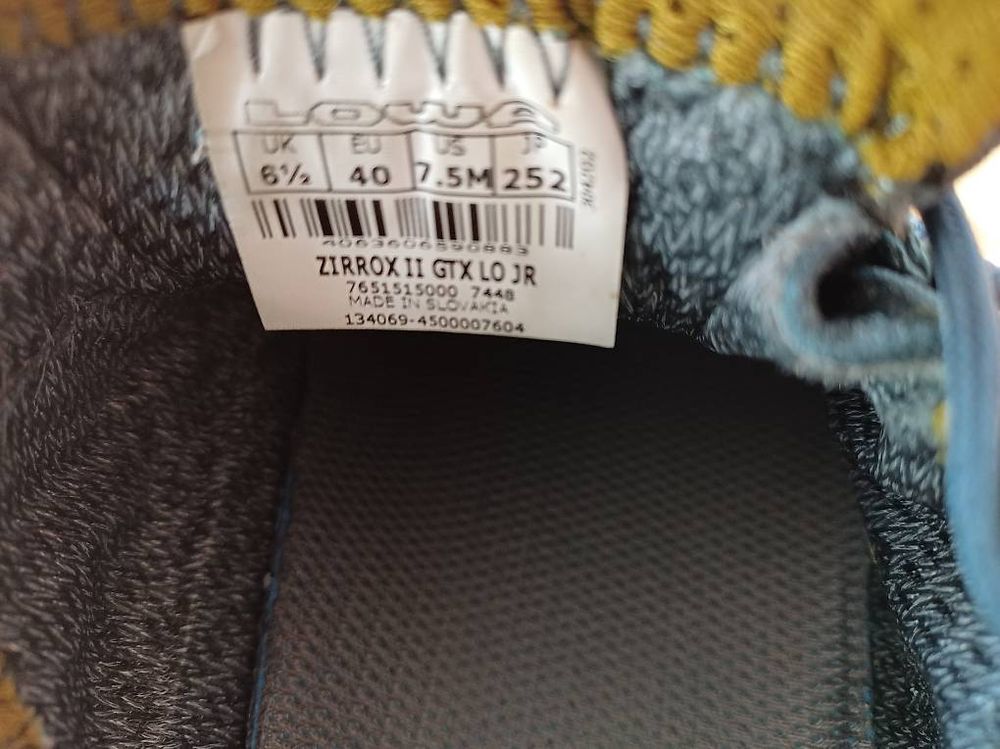 LOWA
UK EU US JP
6½ 40 7.5M 252
4063606590883
ZIRROX II GTX LO JR
7651515000 7448
MADE IN SLOVAKIA
134069-4500007604